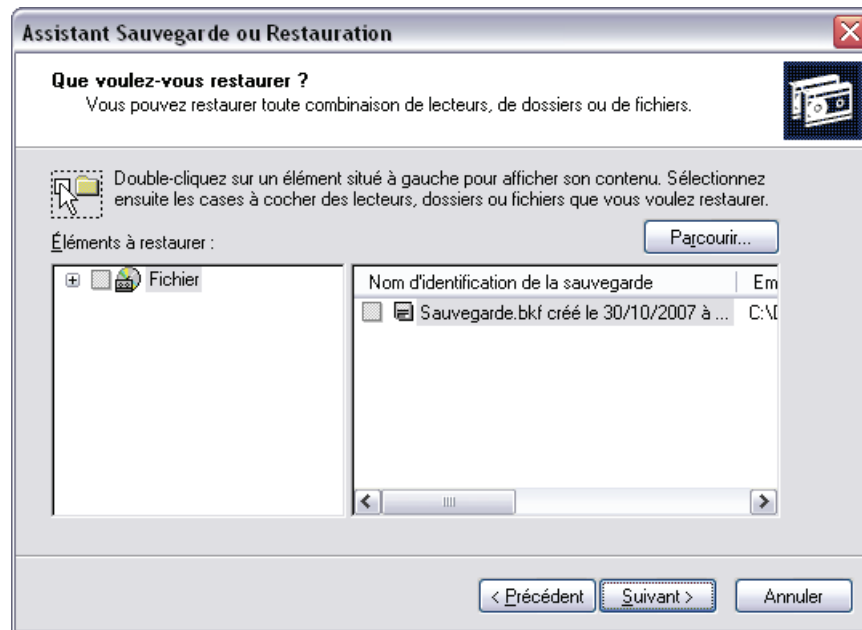 Assistant Sauvegarde ou Restauration
Que voulez-vous restaurer ?
Vous pouvez restaurer toute combinaison de lecteurs, de dossiers ou de fichiers.
Double-cliquez sur un élément situé à gauche pour afficher son contenu. Sélectionnez
ensuite les cases à cocher des lecteurs, dossiers ou fichiers que vous voulez restaurer.
Parcourir...
Éléments à restaurer :
Fichier
Nom d'identification de la sauvegarde
Em
Sauvegarde.bkf créé le 30/10/2007 à ...
C:\D
< Précédent
Suivant >
Annuler